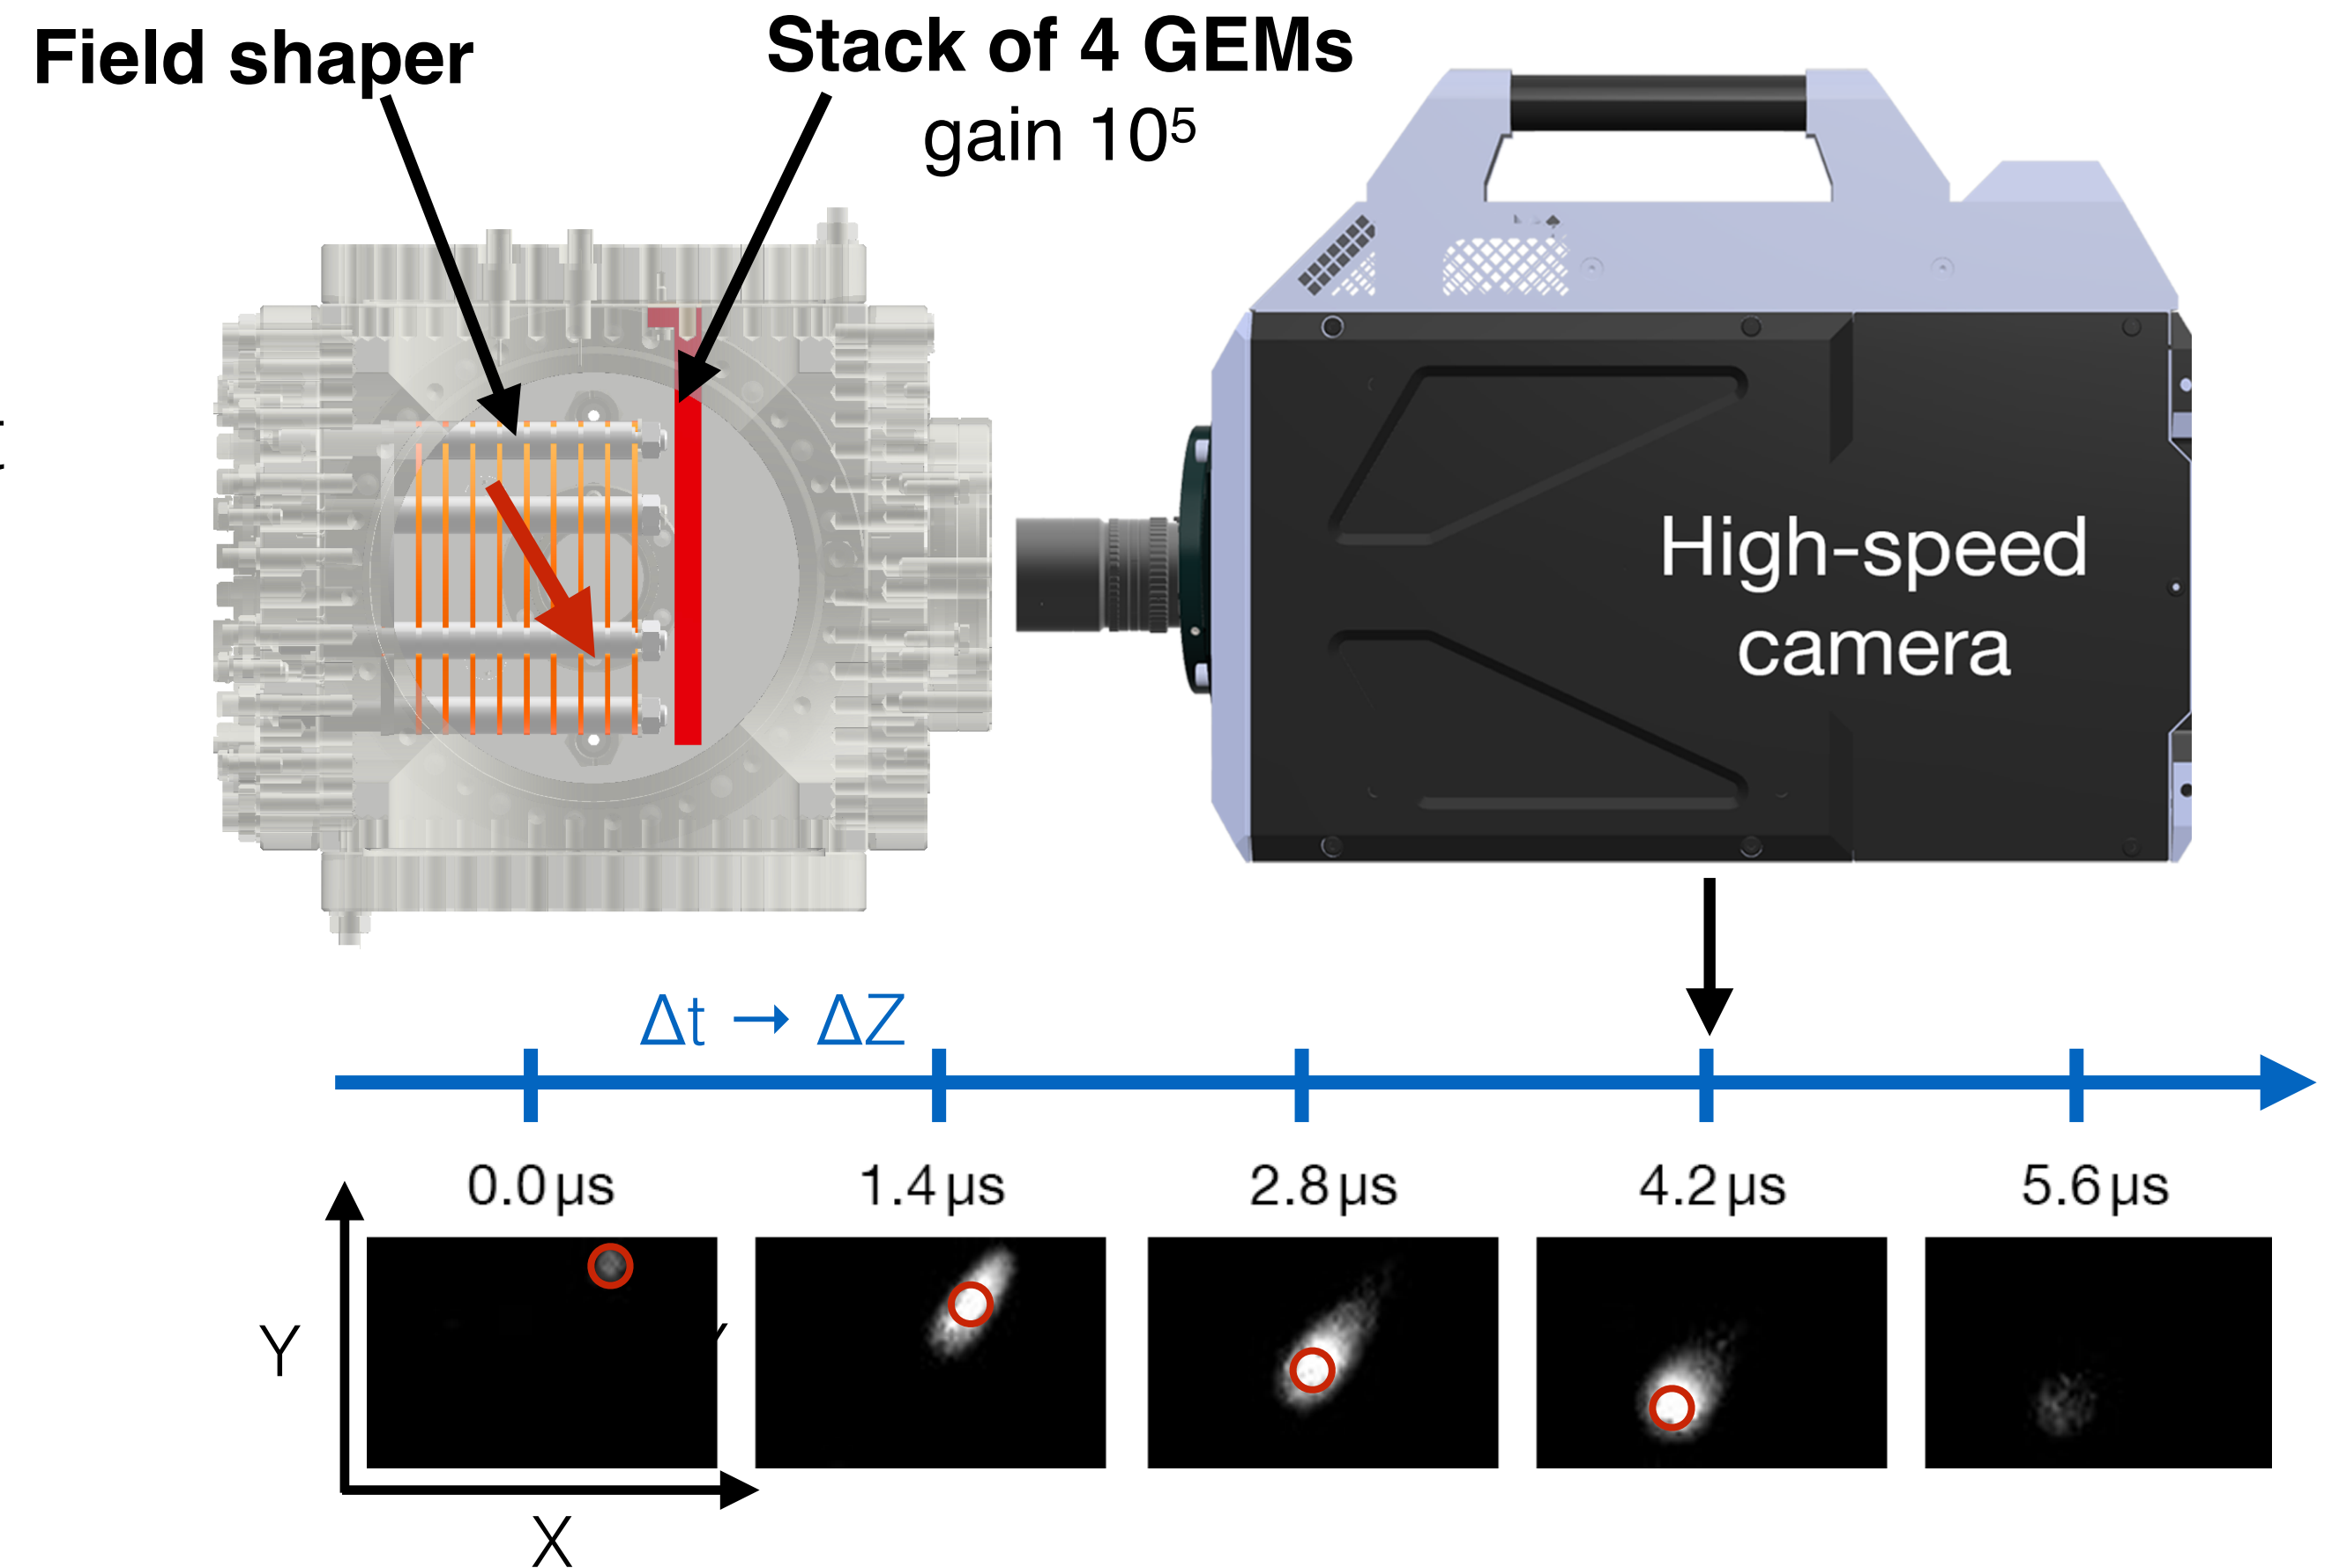 Field shaper
Stack of 4 GEMs
gain 10⁵
High-speed
camera
Δt → ΔZ
0.0 µs
1.4 µs
2.8 µs
4.2 µs
5.6 µs
Y
X